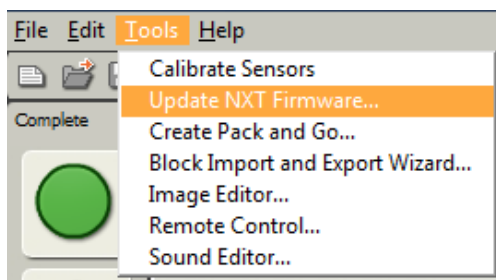 File Edit Tools Help
Calibrate Sensors
Update NXT Firmware...
Complete
Create Pack and Go...
Block Import and Export Wizard...
Image Editor...
Remote Control...
Sound Editor...